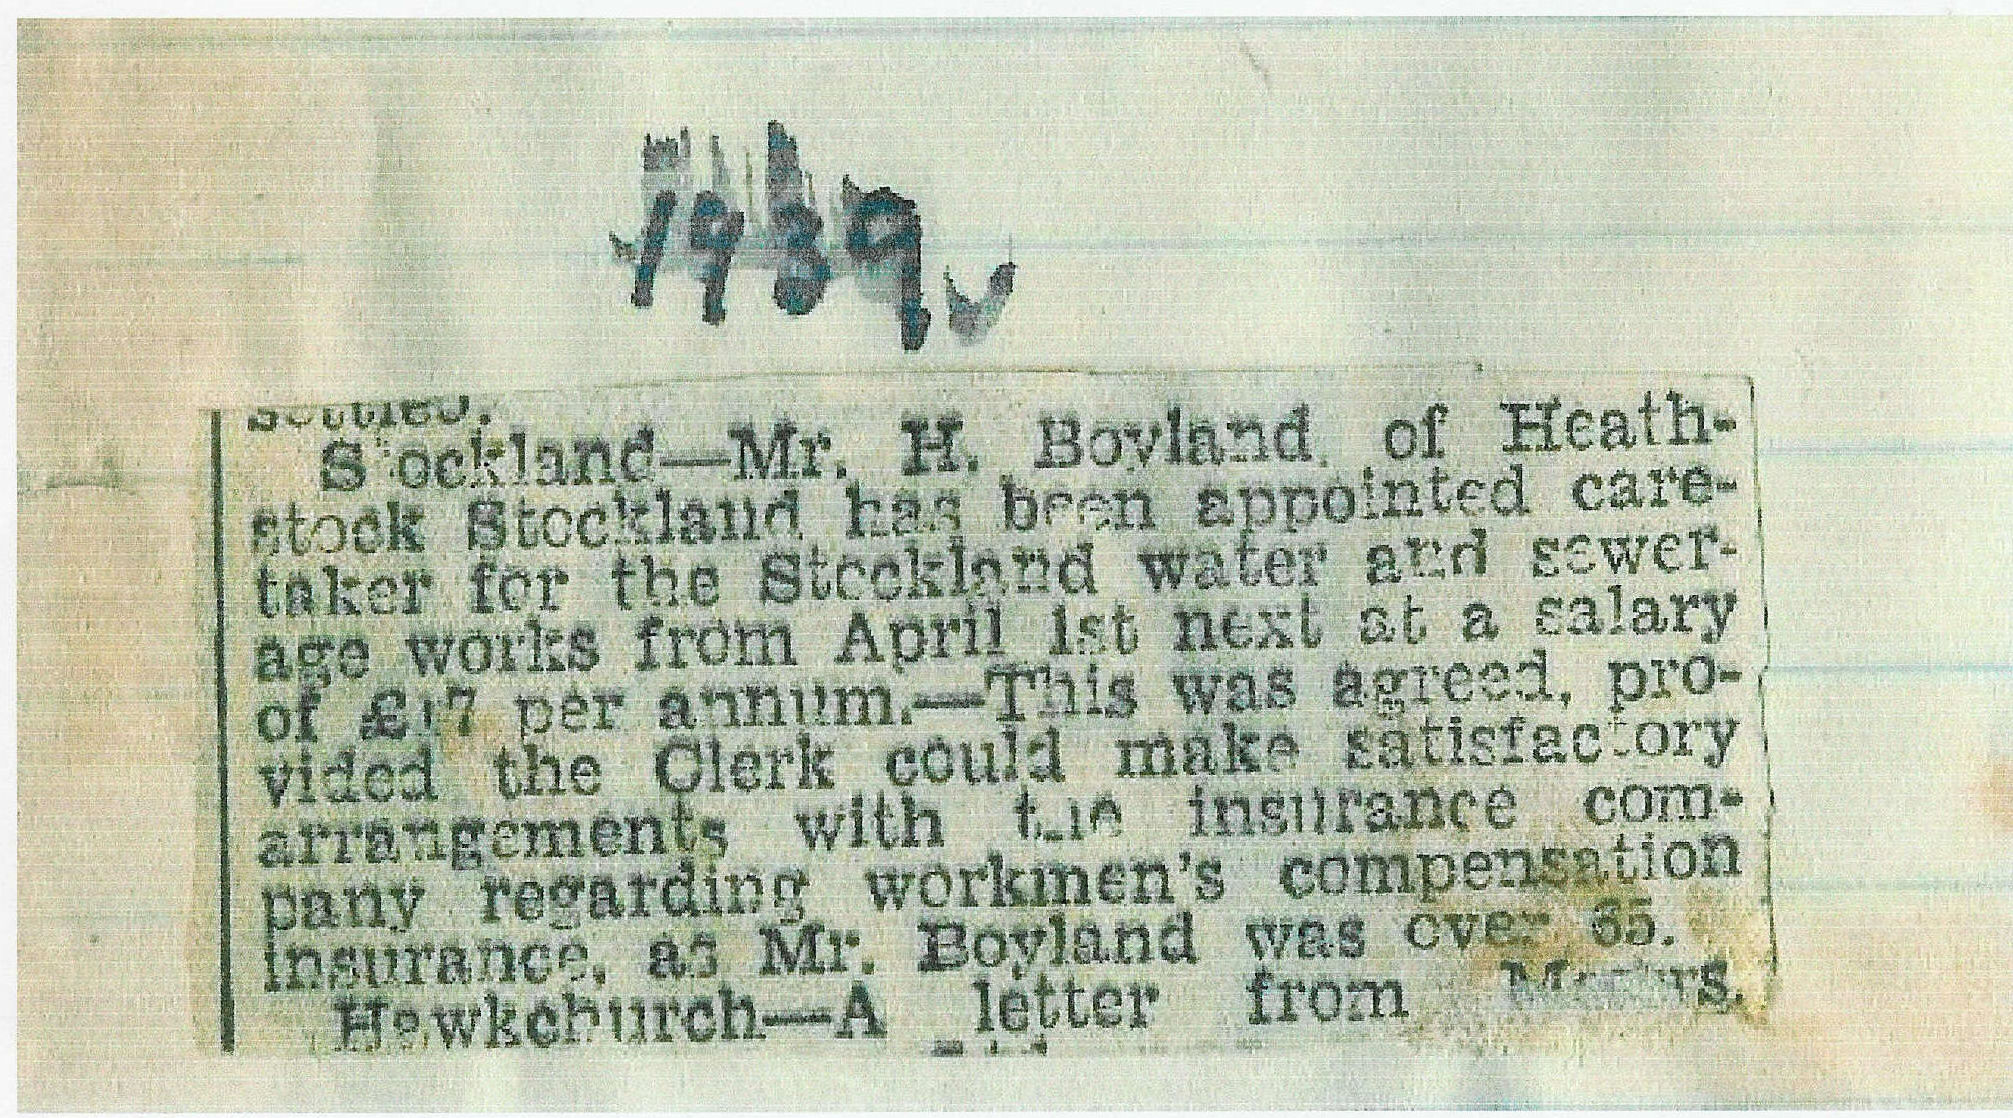 1939
settled.
Stockland—Mr. H. Boyland of Heath-
stock Stockland has been appointed care-
taker for the Stockland water and sewer-
age works from April 1st next at a salary
of £17 per annum.—This was agreed, pro-
vided the Clerk could make satisfactory
arrangements with the insurance com-
pany regarding workmen's compensation
insurance, as Mr. Boyland was over 65.
Hawkchurch—A letter from Messrs.